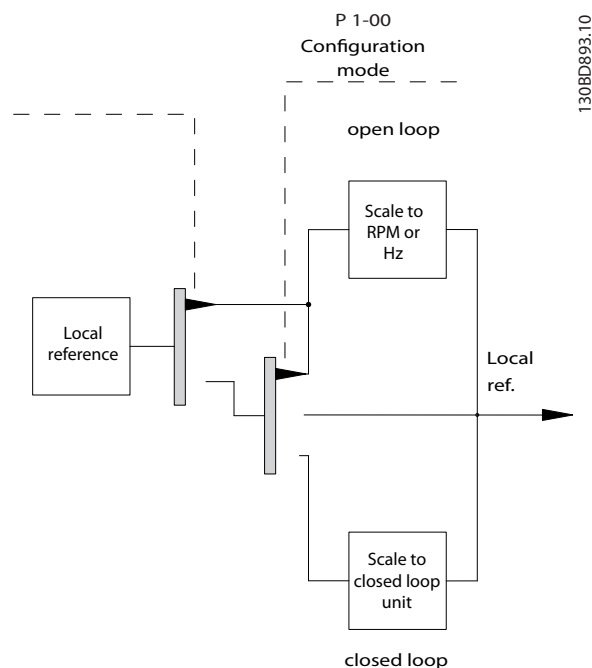 P 1-00
Configuration
mode
130BD893.10
open loop
Scale to
RPM or
Hz
Local
reference
Local
ref.
Scale to
closed loop
unit
closed loop